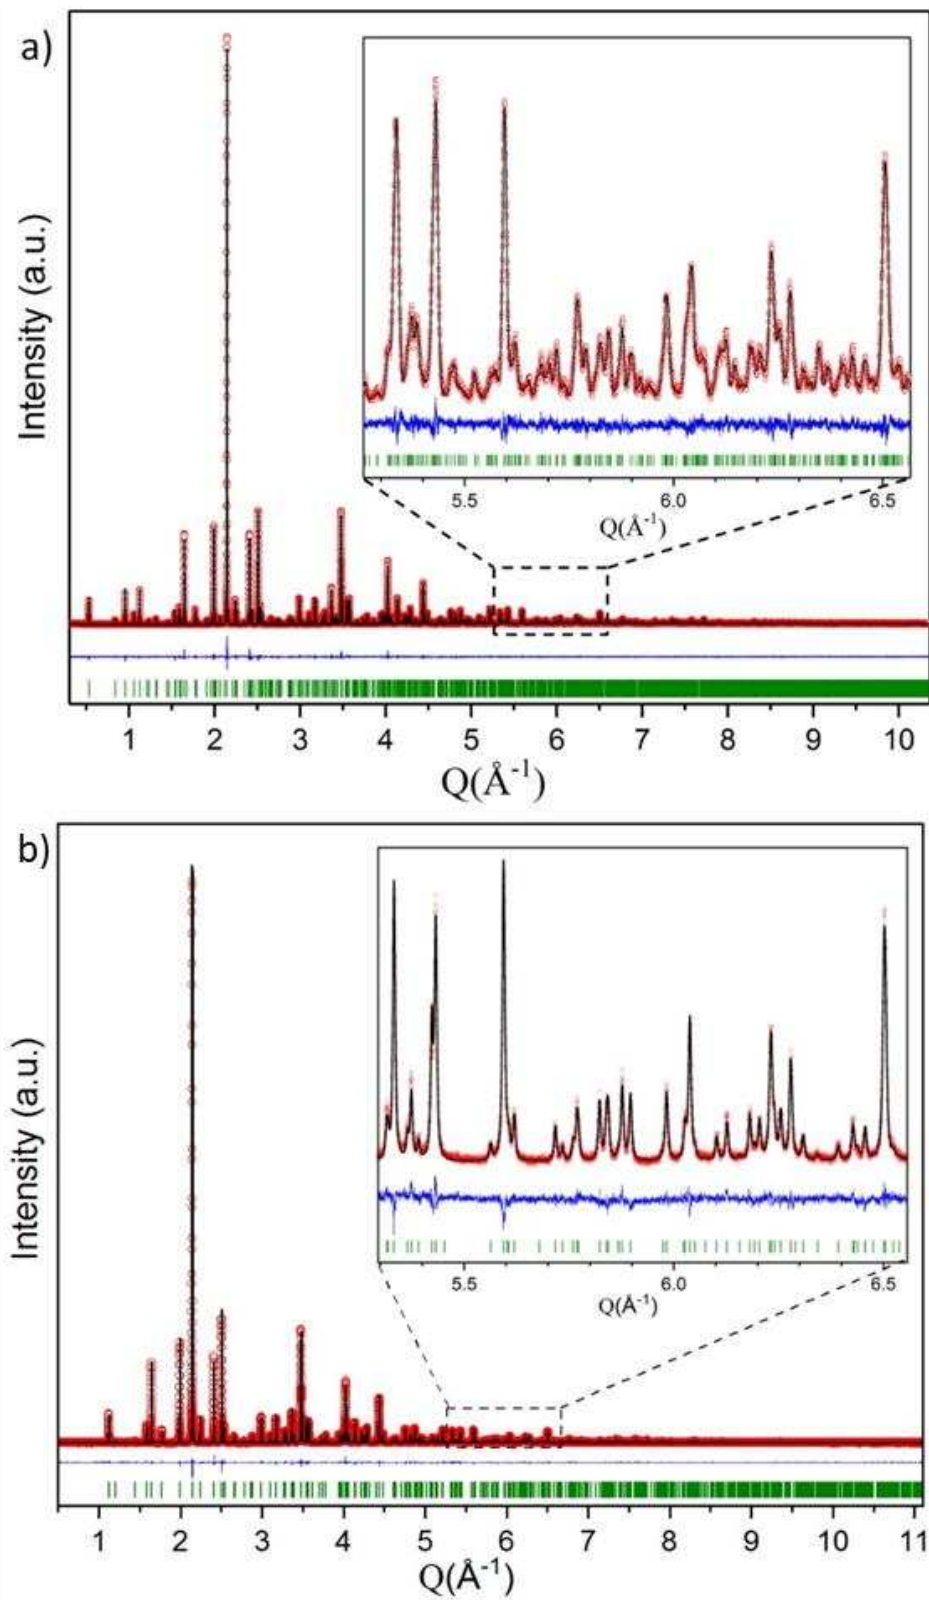 a)
Intensity (a.u.)
5.5 6.0 6.5
Q(Å-1)
1 2 3 4 5 6 7 8 9 10
Q(Å-1)
b)
Intensity (a.u.)
5.5 6.0 6.5
Q(Å-1)
1 2 3 4 5 6 7 8 9 10 11
Q(Å-1)